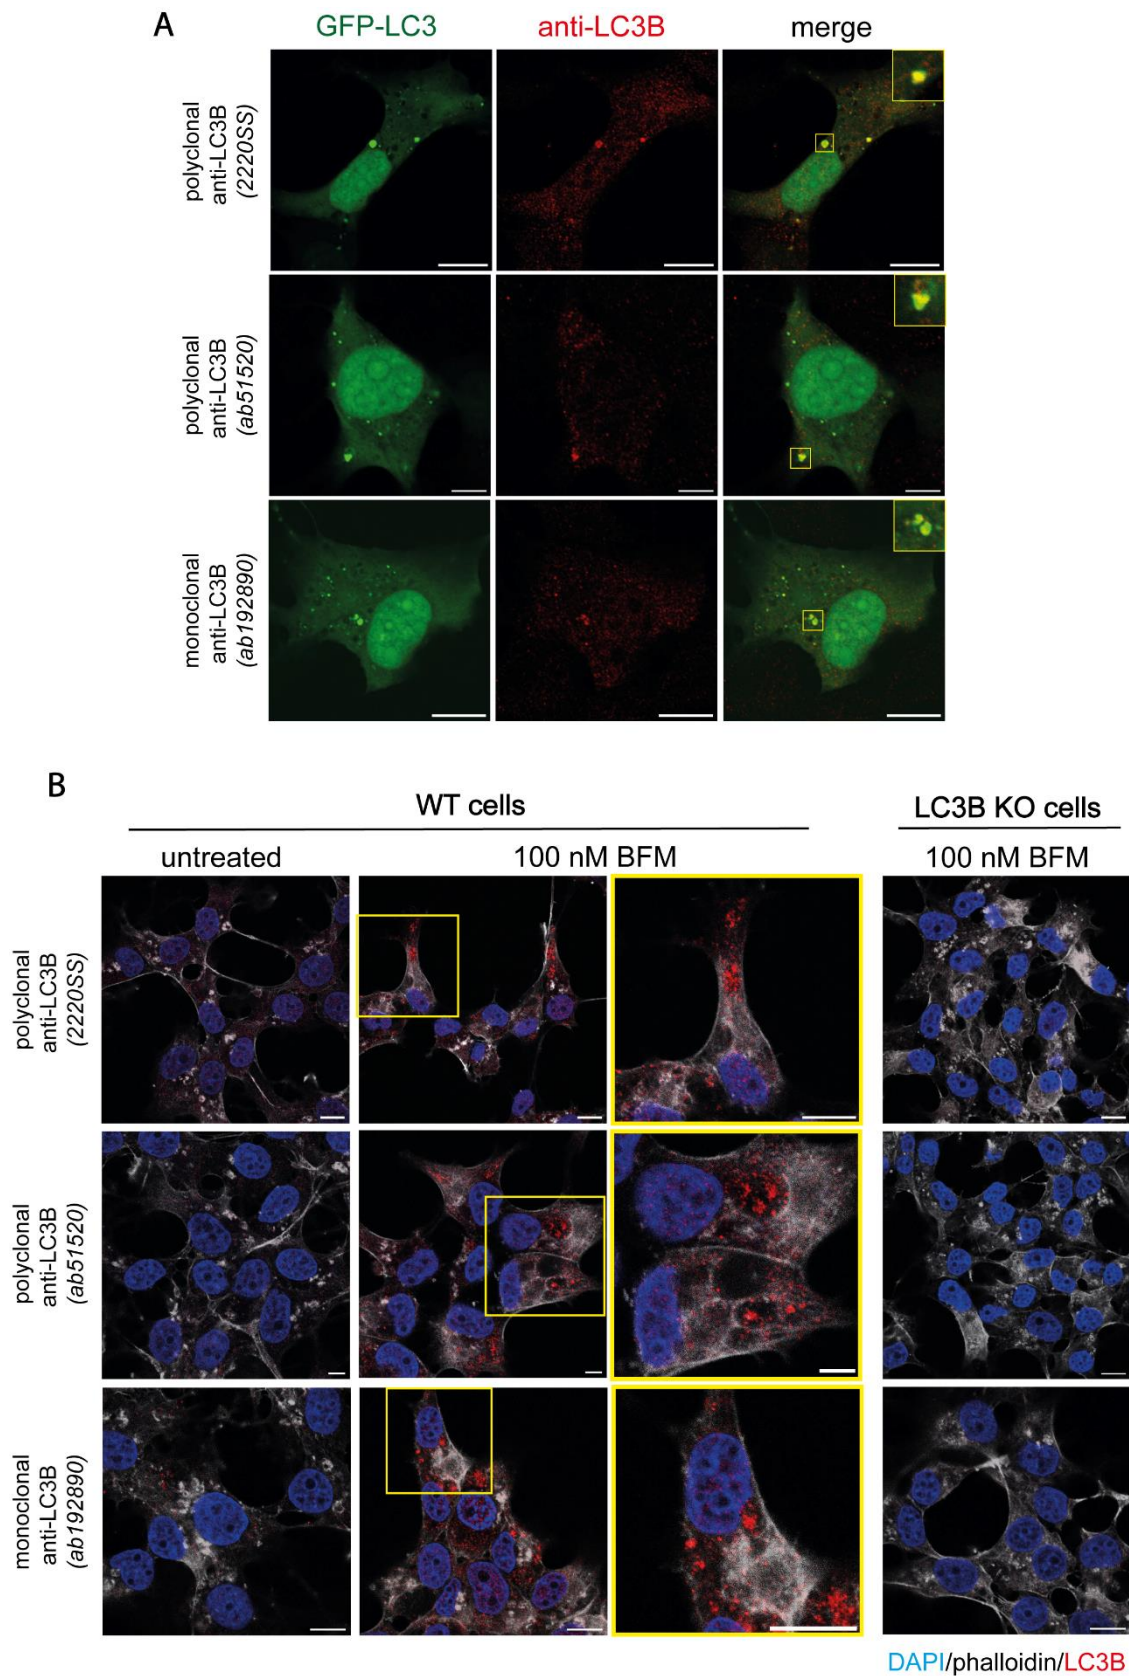 A
GFP-LC3 anti-LC3B merge
polyclonal
anti-LC3B
(2220SS)
polyclonal
anti-LC3B
(ab51520)
monoclonal
anti-LC3B
(ab192890)
B
WT cells LC3B KO cells
untreated 100 nM BFM 100 nM BFM
polyclonal
anti-LC3B
(2220SS)
polyclonal
anti-LC3B
(ab51520)
monoclonal
anti-LC3B
(ab192890)
DAPI/phalloidin/LC3B